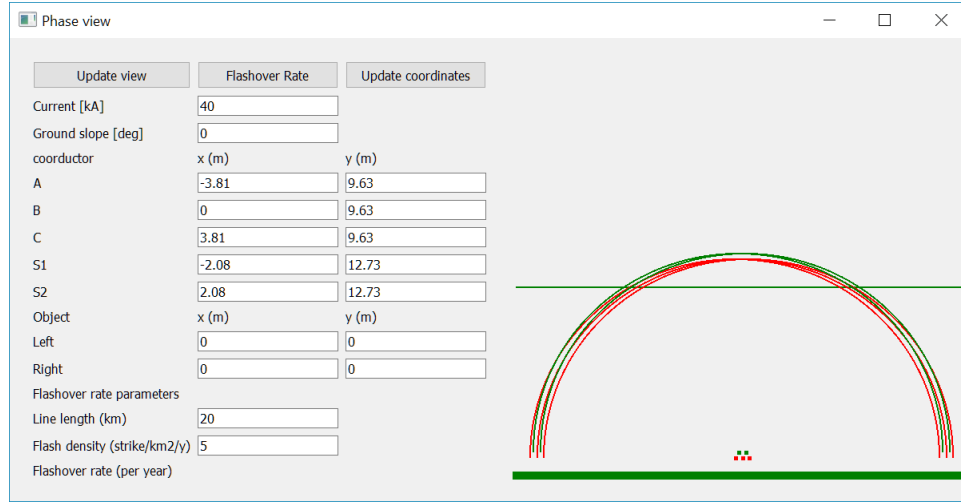 Phase view
Update view Flashover Rate Update coordinates
Current [kA] 40
Ground slope [deg] 0
coorductor x (m) y (m)
A -3.81 9.63
B 0 9.63
C 3.81 9.63
S1 -2.08 12.73
S2 2.08 12.73
Object x (m) y (m)
Left 0 0
Right 0 0
Flashover rate parameters
Line length (km) 20
Flash density (strike/km2/y) 5
Flashover rate (per year)